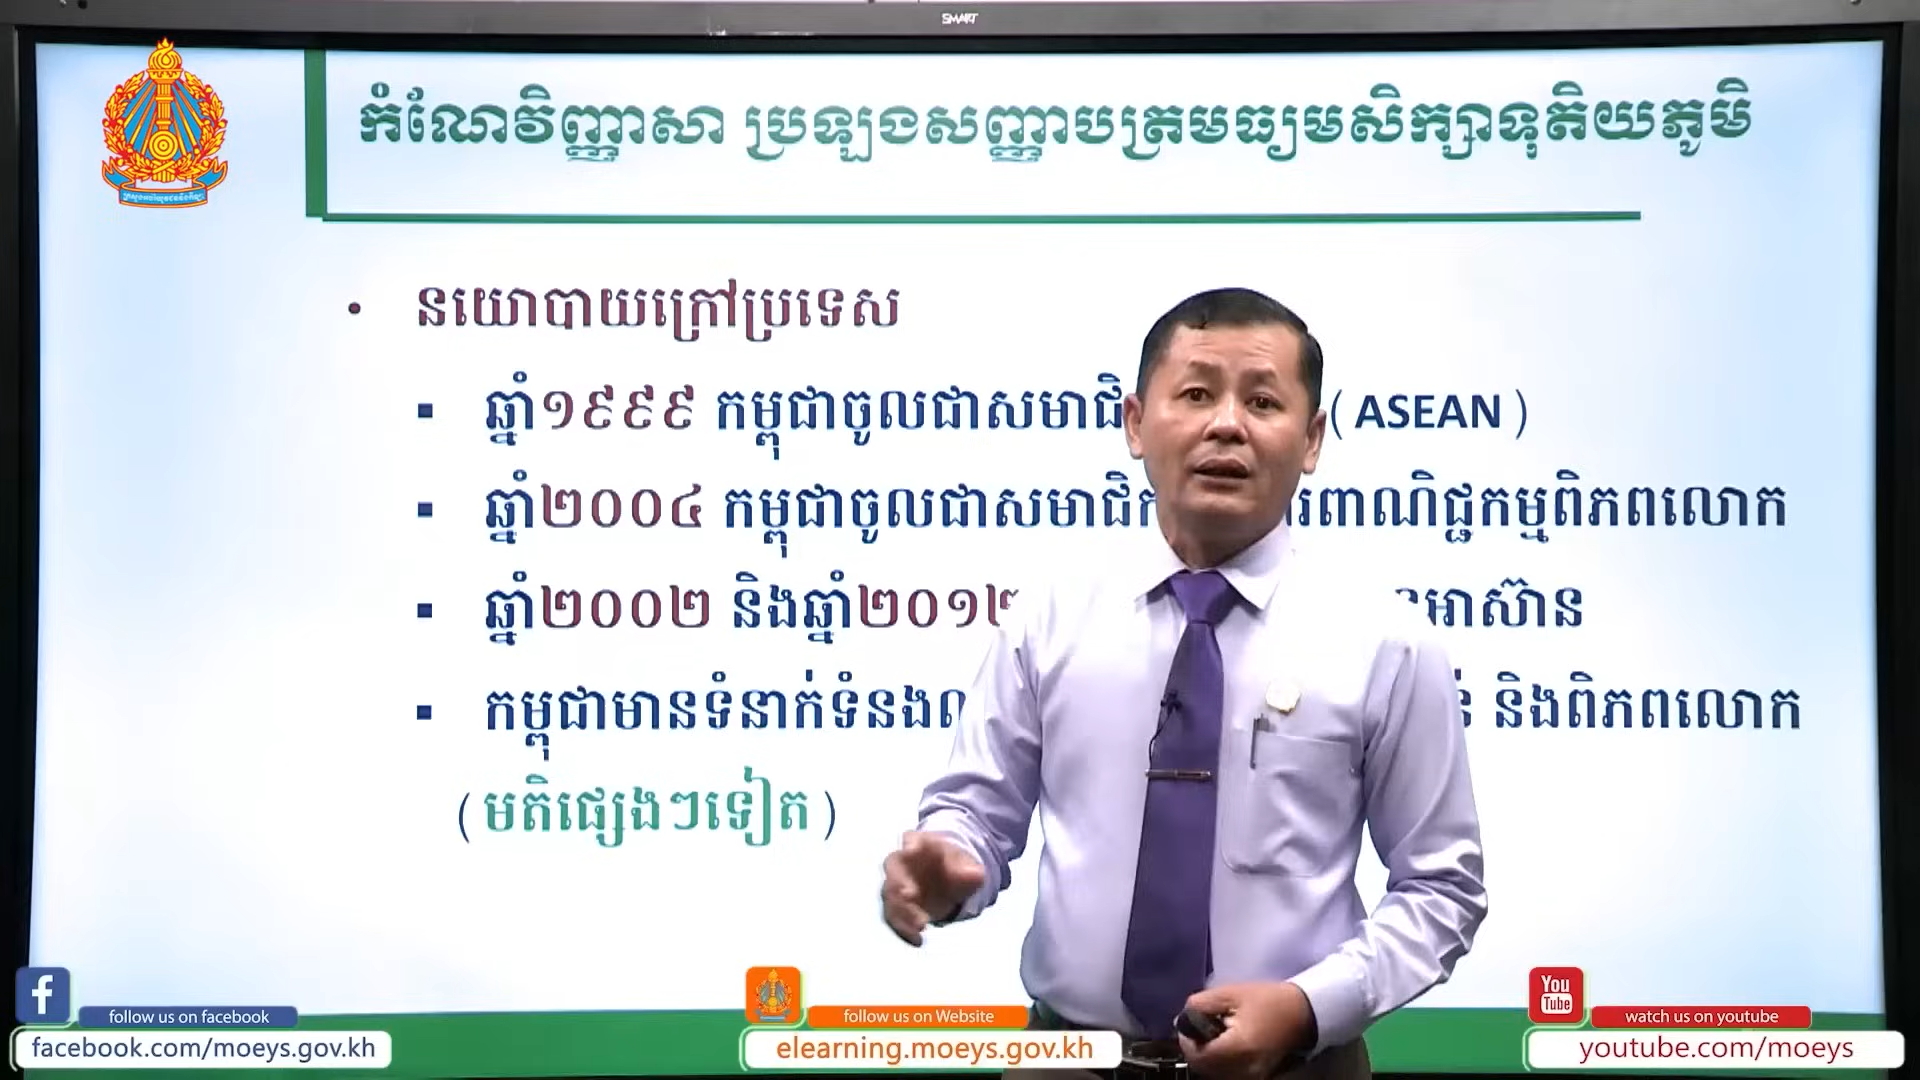 SMART
កំណែវិញ្ញាសា ប្រឡងសញ្ញាបត្រមធ្យមសិក្សាទុតិយភូមិ
• នយោបាយក្រៅប្រទេស
▪ ឆ្នាំ១៩៩៩ កម្ពុជាចូលជាសមាជិ ( ASEAN )
▪ ឆ្នាំ២០០៤ កម្ពុជាចូលជាសមាជិក ពាណិជ្ជកម្មពិភពលោក
▪ ឆ្នាំ២០០២ និងឆ្នាំ២០១២ អាស៊ាន
▪ កម្ពុជាមានទំនាក់ទំនង និងពិភពលោក
( មតិផ្សេងៗទៀត )
follow us on facebook
facebook.com/moeys.gov.kh
follow us on Website
elearning.moeys.gov.kh
You Tube
watch us on youtube
youtube.com/moeys